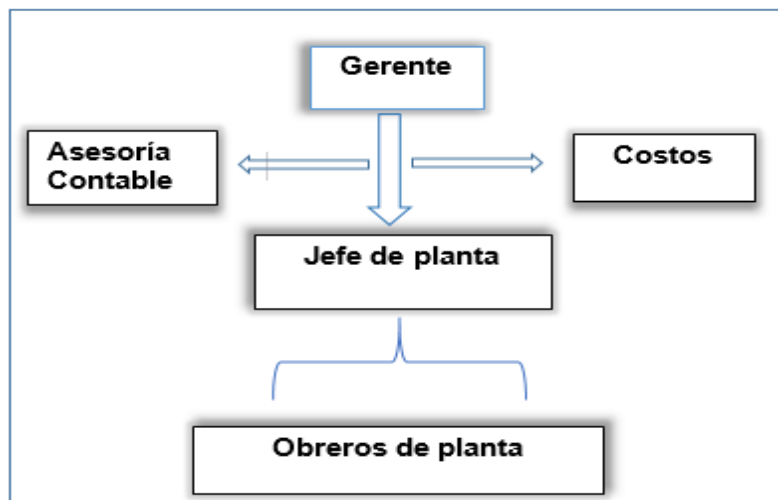 Gerente
Asesoría
Contable
Costos
Jefe de planta
Obreros de planta